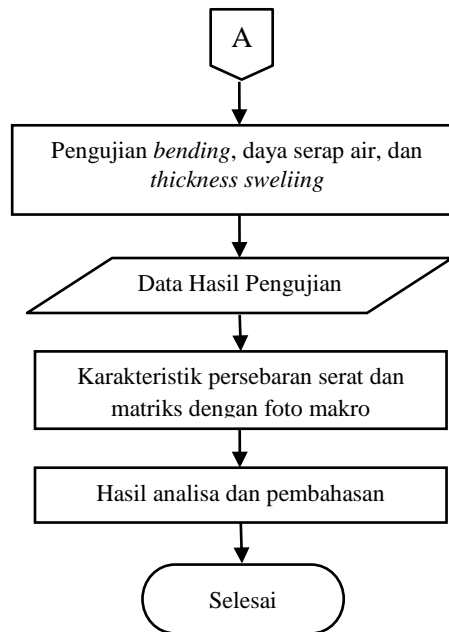 A
Pengujian bending, daya serap air, dan
thickness sweliing
Data Hasil Pengujian
Karakteristik persebaran serat dan
matriks dengan foto makro
Hasil analisa dan pembahasan
Selesai